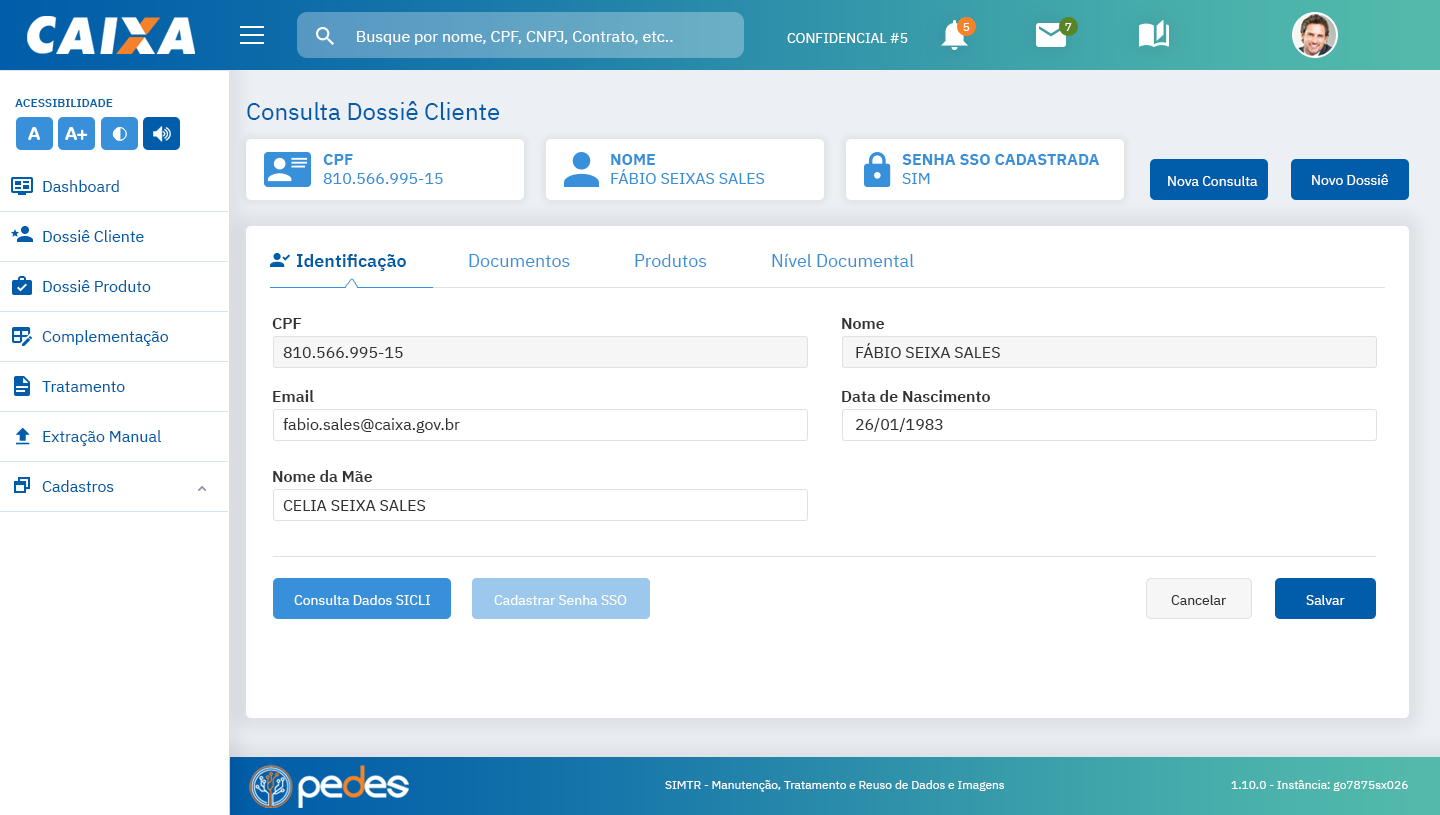 CAIXA
Busque por nome, CPF, CNPJ, Contrato, etc..
CONFIDENCIAL #5
5
7
ACESSIBILIDADE
A
A+
Dashboard
Dossiê Cliente
Dossiê Produto
Complementação
Tratamento
Extração Manual
Cadastros
Consulta Dossiê Cliente
CPF
810.566.995-15
NOME
FÁBIO SEIXAS SALES
SENHA SSO CADASTRADA
SIM
Nova Consulta
Novo Dossiê
Identificação
Documentos
Produtos
Nível Documental
CPF
810.566.995-15
Nome
FÁBIO SEIXA SALES
Email
fabio.sales@caixa.gov.br
Data de Nascimento
26/01/1983
Nome da Mãe
CELIA SEIXA SALES
Consulta Dados SICLI
Cadastrar Senha SSO
Cancelar
Salvar
pedes
SIMTR - Manutenção, Tratamento e Reuso de Dados e Imagens
1.10.0 - Instância: go7875sx026